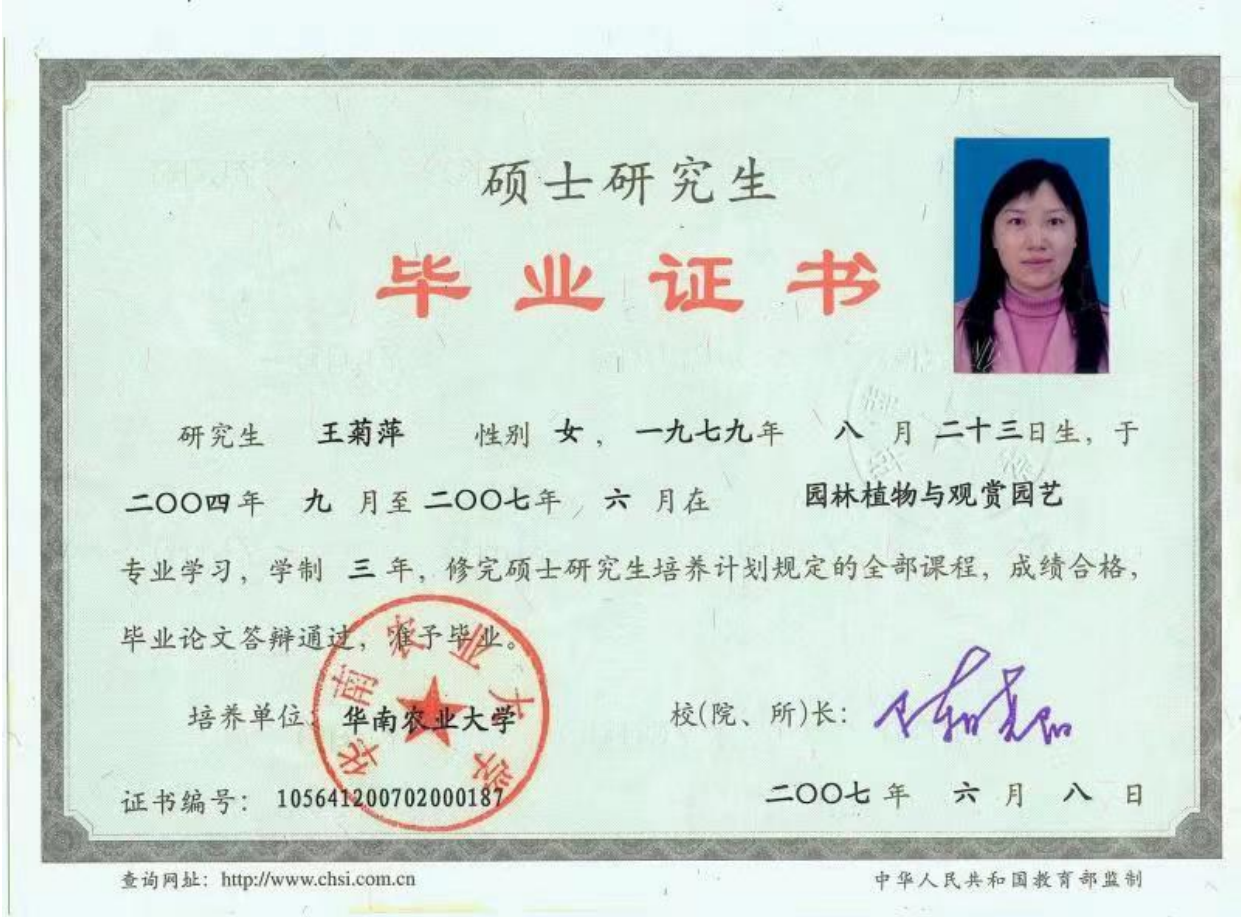 硕士研究生
毕业证书
研究生 王菊萍 性别 女，一九七九年 八 月 二十三日生，于
二〇〇四年 九 月至 二〇〇七年 六 月在 园林植物与观赏园艺
专业学习，学制 三 年，修完硕士研究生培养计划规定的全部课程，成绩合格，
毕业论文答辩通过，准予毕业。
华南农业大学
培养单位：华南农业大学 校(院、所)长：
证书编号：105641200702000187 二〇〇七 年 六 月 八 日
查询网址：http://www.chsi.com.cn 中华人民共和国教育部监制